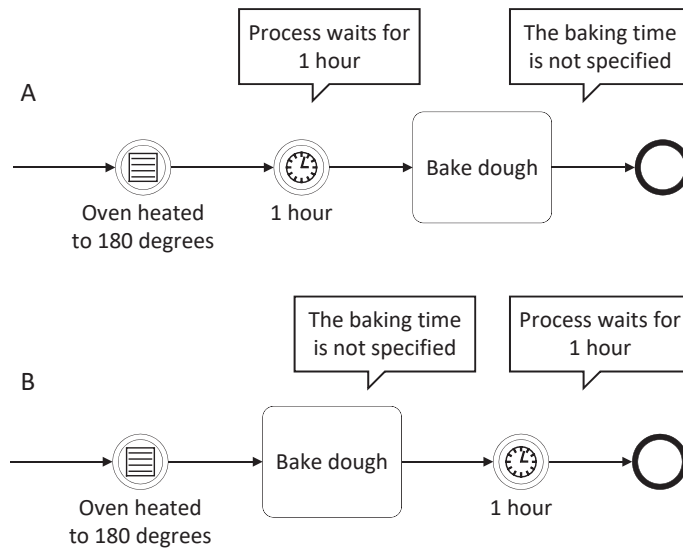 Process waits for
1 hour
The baking time
is not specified
A
Bake dough
Oven heated
to 180 degrees
1 hour
The baking time
is not specified
Process waits for
1 hour
B
Bake dough
Oven heated
to 180 degrees
1 hour